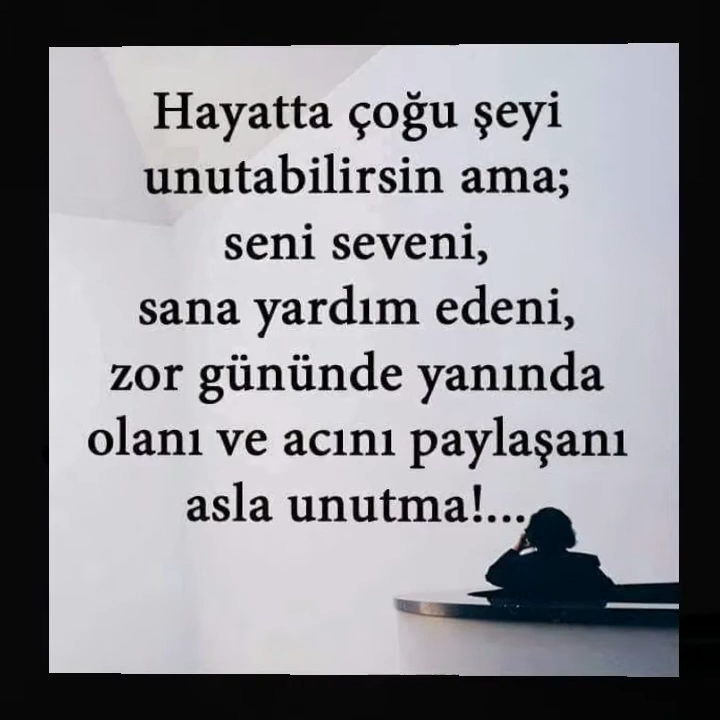 Hayatta çoğu şeyi
unutabilirsin ama;
seni seveni,
sana yardım edeni,
zor gününde yanında
olanı ve acını paylaşanı
asla unutma!...